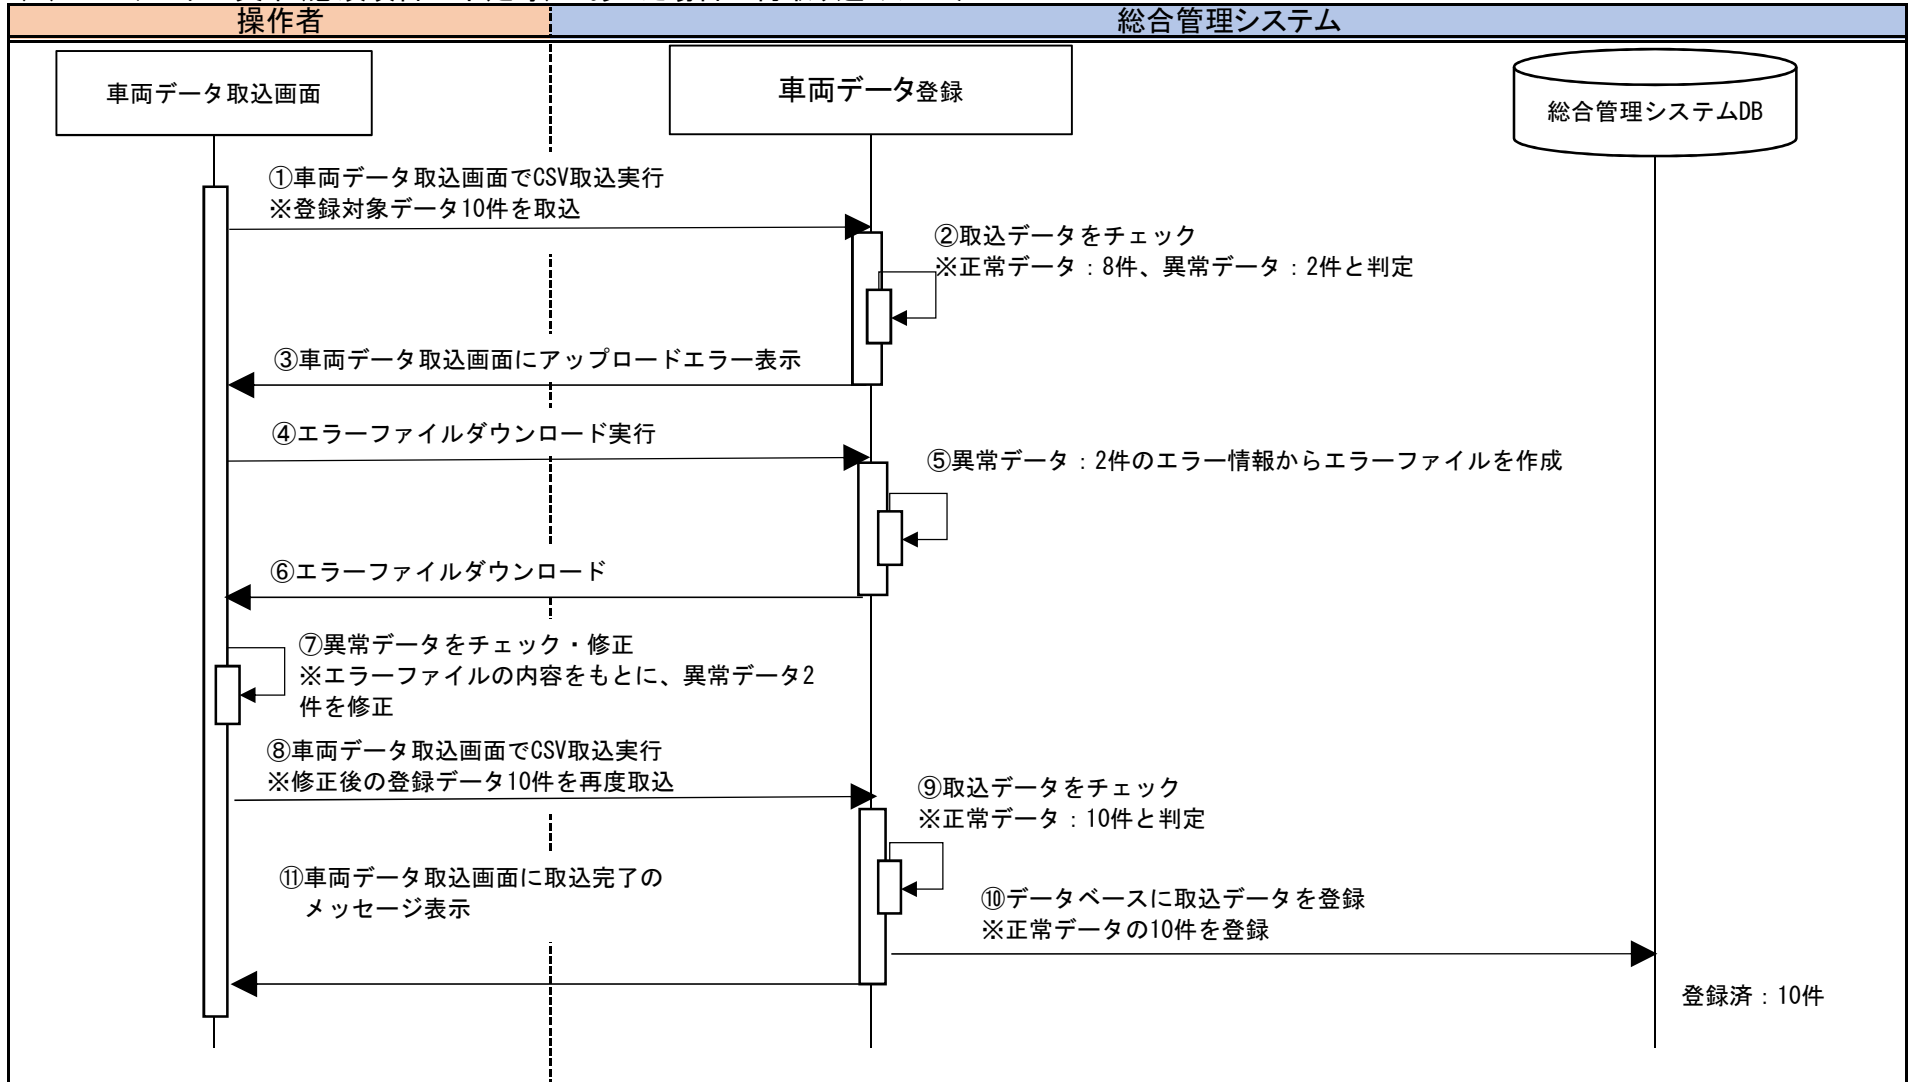 操作者
総合管理システム
車両データ取込画面
車両データ登録
総合管理システムDB
①車両データ取込画面でCSV取込実行
※登録対象データ10件を取込
②取込データをチェック
※正常データ：8件、異常データ：2件と判定
③車両データ取込画面にアップロードエラー表示
④エラーファイルダウンロード実行
⑤異常データ：2件のエラー情報からエラーファイルを作成
⑥エラーファイルダウンロード
⑦異常データをチェック・修正
※エラーファイルの内容をもとに、異常データ2
件を修正
⑧車両データ取込画面でCSV取込実行
※修正後の登録データ10件を再度取込
⑨取込データをチェック
※正常データ：10件と判定
⑪車両データ取込画面に取込完了の
メッセージ表示
⑩データベースに取込データを登録
※正常データの10件を登録
登録済：10件